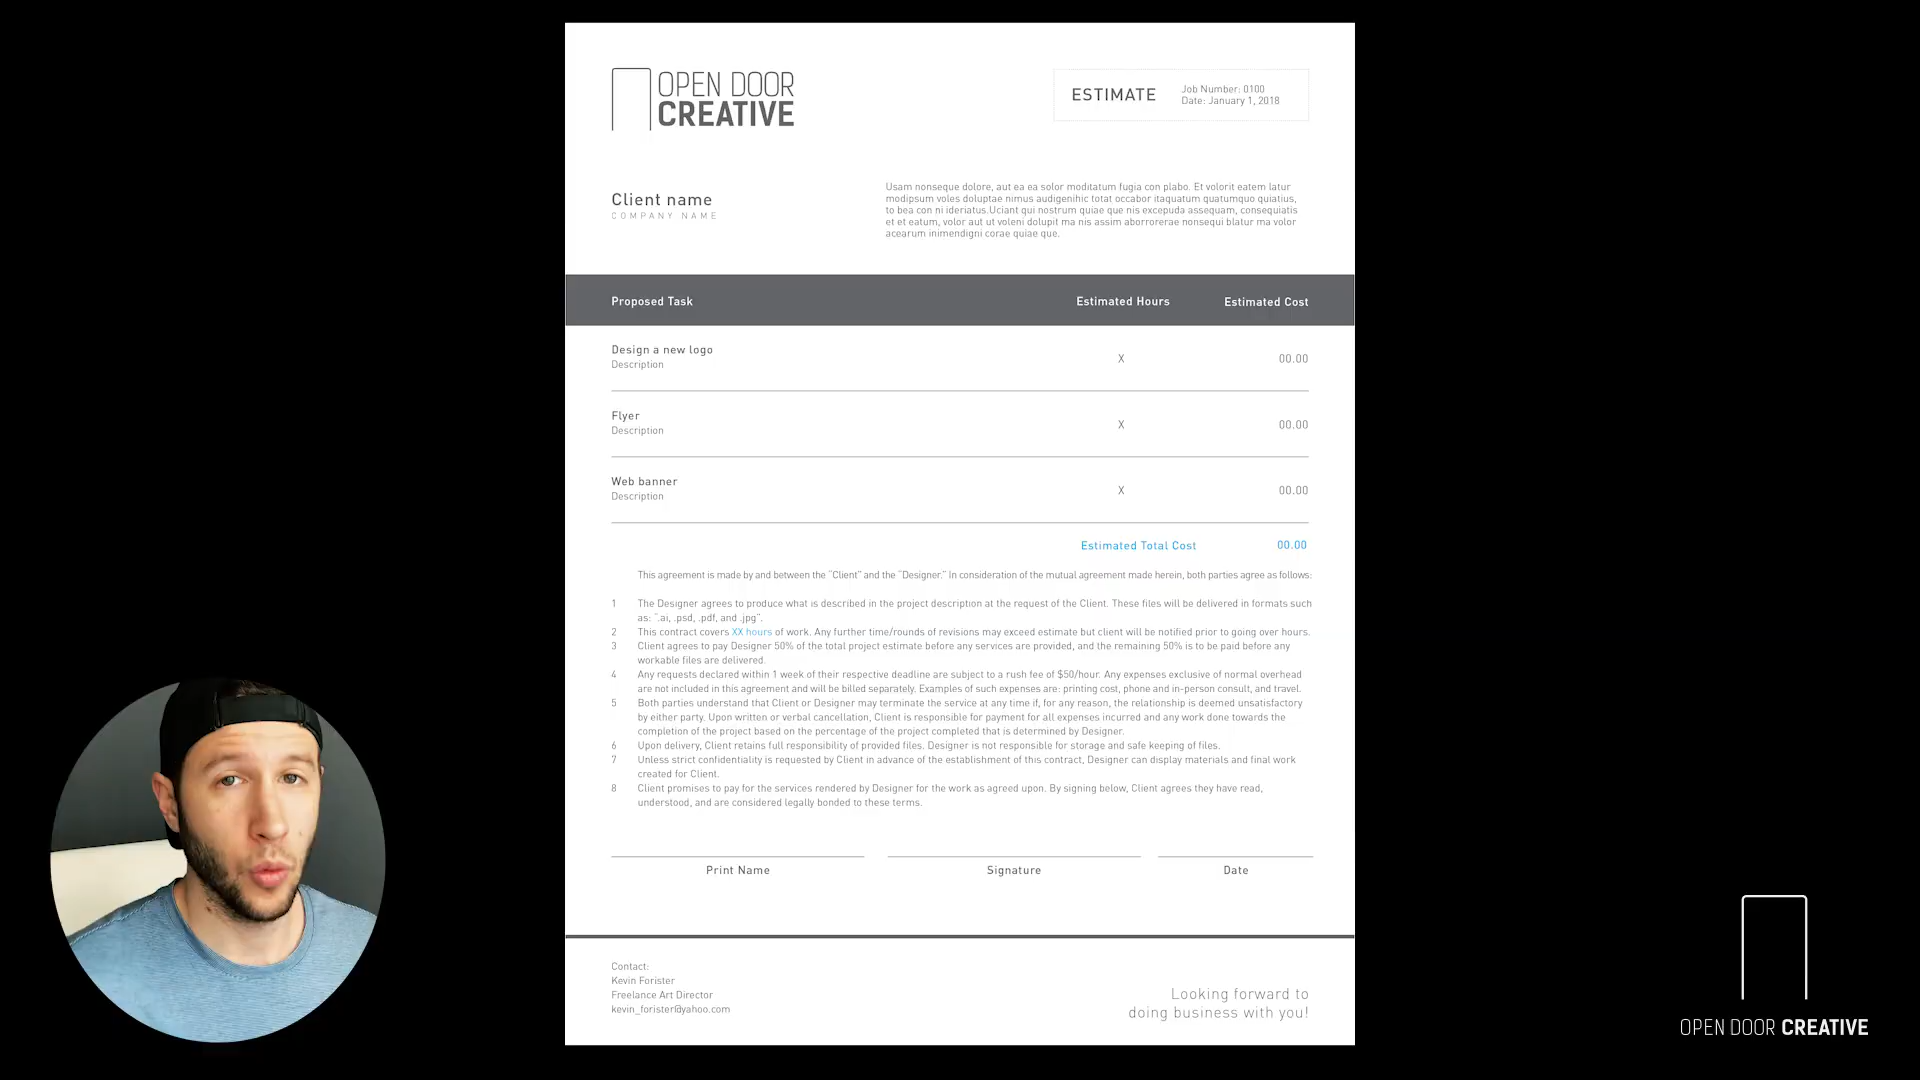 OPEN DOOR
CREATIVE
ESTIMATE
Job Number: 0100
Date: January 1, 2018
Client name
COMPANY NAME
Usam nonseque dolore, aut ea ea solor moditatum fugia con plabo. Et volorit eatem latur
modipsum voles doluptae nimus audigenihic totat occabor itaquatum quatumquo quiatius,
to bea con ni ideriatus.Uciant qui nostrum quiae que nis excepuda assequam, consequiatis
et et eatum, volor aut ut voleni dolupit ma nis assim aborrorerae nonsequi blatur ma volor
acearum inimendigni corae quiae que.
Proposed Task
Estimated Hours
Estimated Cost
Design a new logo
Description
X
00.00
Flyer
Description
X
00.00
Web banner
Description
X
00.00
Estimated Total Cost
00.00
This agreement is made by and between the "Client" and the "Designer." In consideration of the mutual agreement made herein, both parties agree as follows:
1 The Designer agrees to produce what is described in the project description at the request of the Client. These files will be delivered in formats such
as: ".ai, .psd, .pdf, and .jpg".
2 This contract covers XX hours of work. Any further time/rounds of revisions may exceed estimate but client will be notified prior to going over hours.
3 Client agrees to pay Designer 50% of the total project estimate before any services are provided, and the remaining 50% is to be paid before any
workable files are delivered.
4 Any requests declared within 1 week of their respective deadline are subject to a rush fee of $50/hour. Any expenses exclusive of normal overhead
are not included in this agreement and will be billed separately. Examples of such expenses are: printing cost, phone and in-person consult, and travel.
5 Both parties understand that Client or Designer may terminate the service at any time if, for any reason, the relationship is deemed unsatisfactory
by either party. Upon written or verbal cancellation, Client is responsible for payment for all expenses incurred and any work done towards the
completion of the project based on the percentage of the project completed that is determined by Designer.
6 Upon delivery, Client retains full responsibility of provided files. Designer is not responsible for storage and safe keeping of files.
7 Unless strict confidentiality is requested by Client in advance of the establishment of this contract, Designer can display materials and final work
created for Client.
8 Client promises to pay for the services rendered by Designer for the work as agreed upon. By signing below, Client agrees they have read,
understood, and are considered legally bonded to these terms.
Print Name
Signature
Date
Contact:
Kevin Forister
Freelance Art Director
kevin_forister@yahoo.com
Looking forward to
doing business with you!
OPEN DOOR CREATIVE